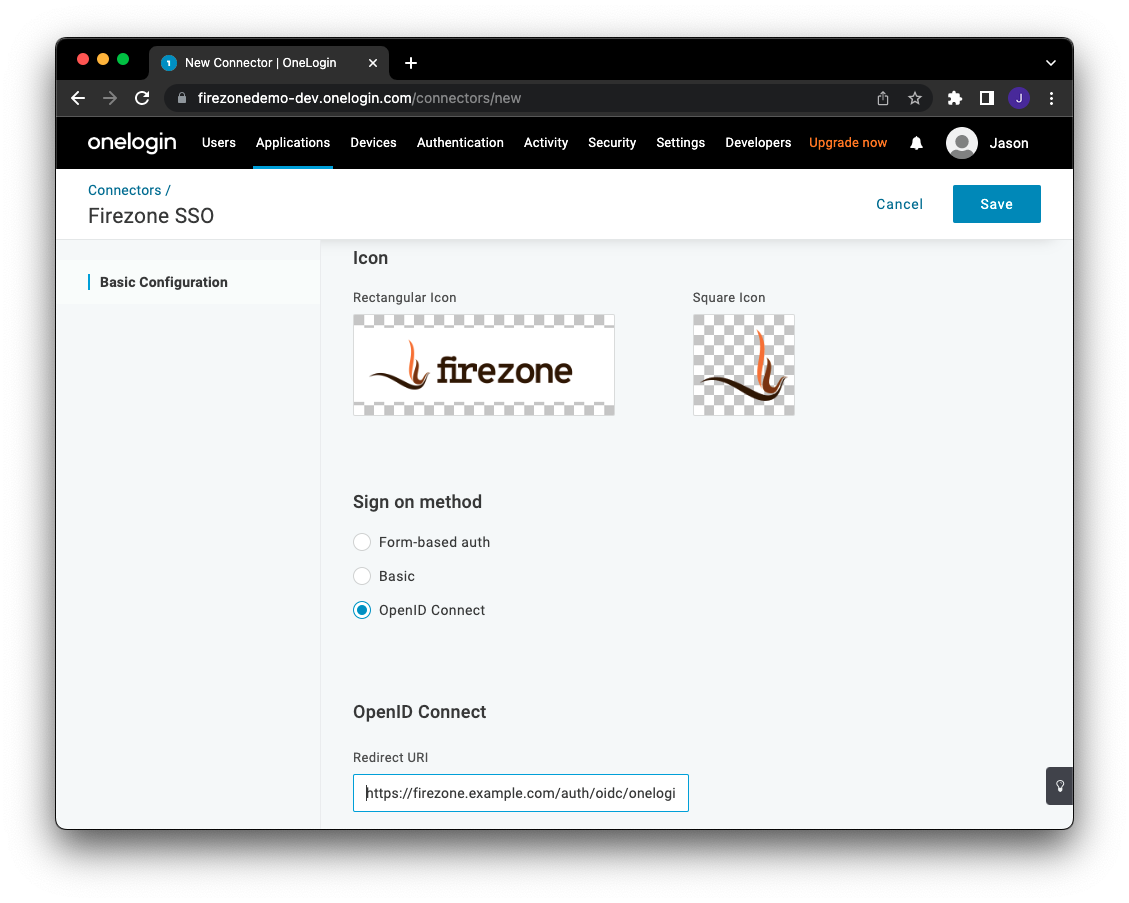 New Connector | OneLogin
firezonedemo-dev.onelogin.com/connectors/new
J
onelogin Users Applications Devices Authentication Activity Security Settings Developers Upgrade now Jason
Connectors /
Firezone SSO
Cancel Save
Basic Configuration
Icon
Rectangular Icon Square Icon
firezone
Sign on method
Form-based auth
Basic
OpenID Connect
OpenID Connect
Redirect URI
https://firezone.example.com/auth/oidc/onelogi